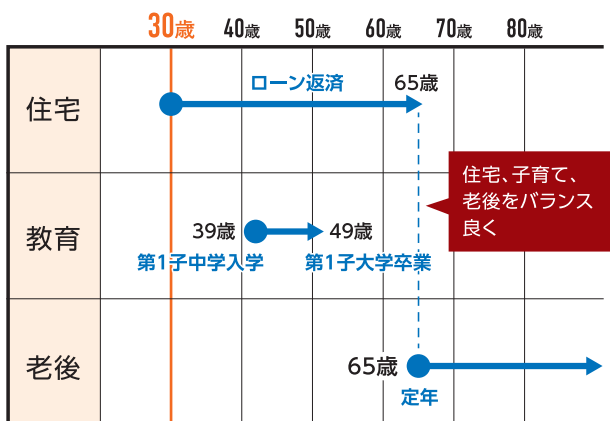 30歳 40歳 50歳 60歳 70歳 80歳
住宅
ローン返済
65歳
住宅、子育て、
老後をバランス
良く
教育
39歳
49歳
第1子中学入学
第1子大学卒業
老後
65歳
定年